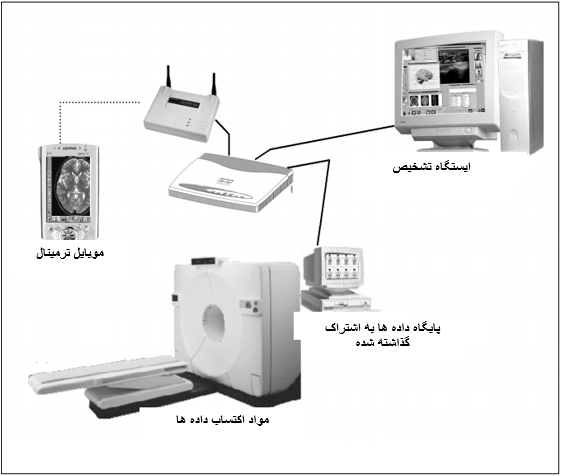 ایستگاه تشخیص
موبایل ترمینال
پایگاه داده ها به اشتراک
گذاشته شده
مواد اکتساب داده ها